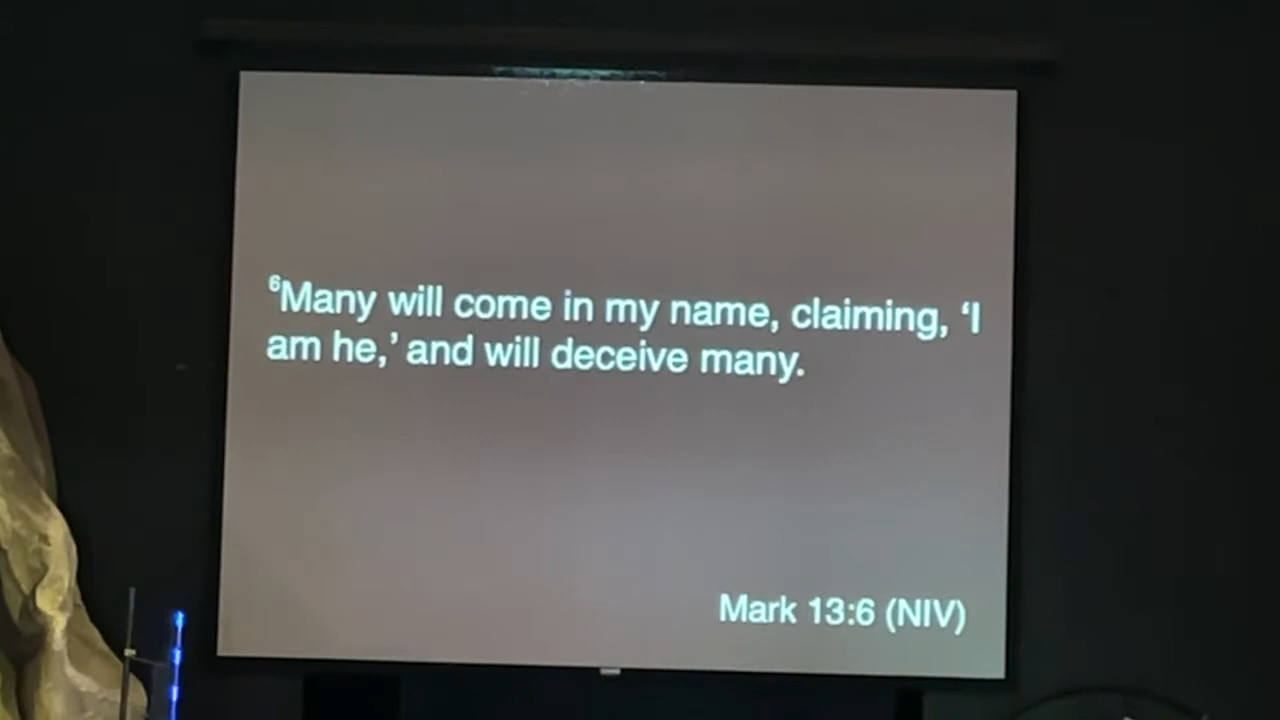 ⁶Many will come in my name, claiming, ‘I
am he,’ and will deceive many.
Mark 13:6 (NIV)